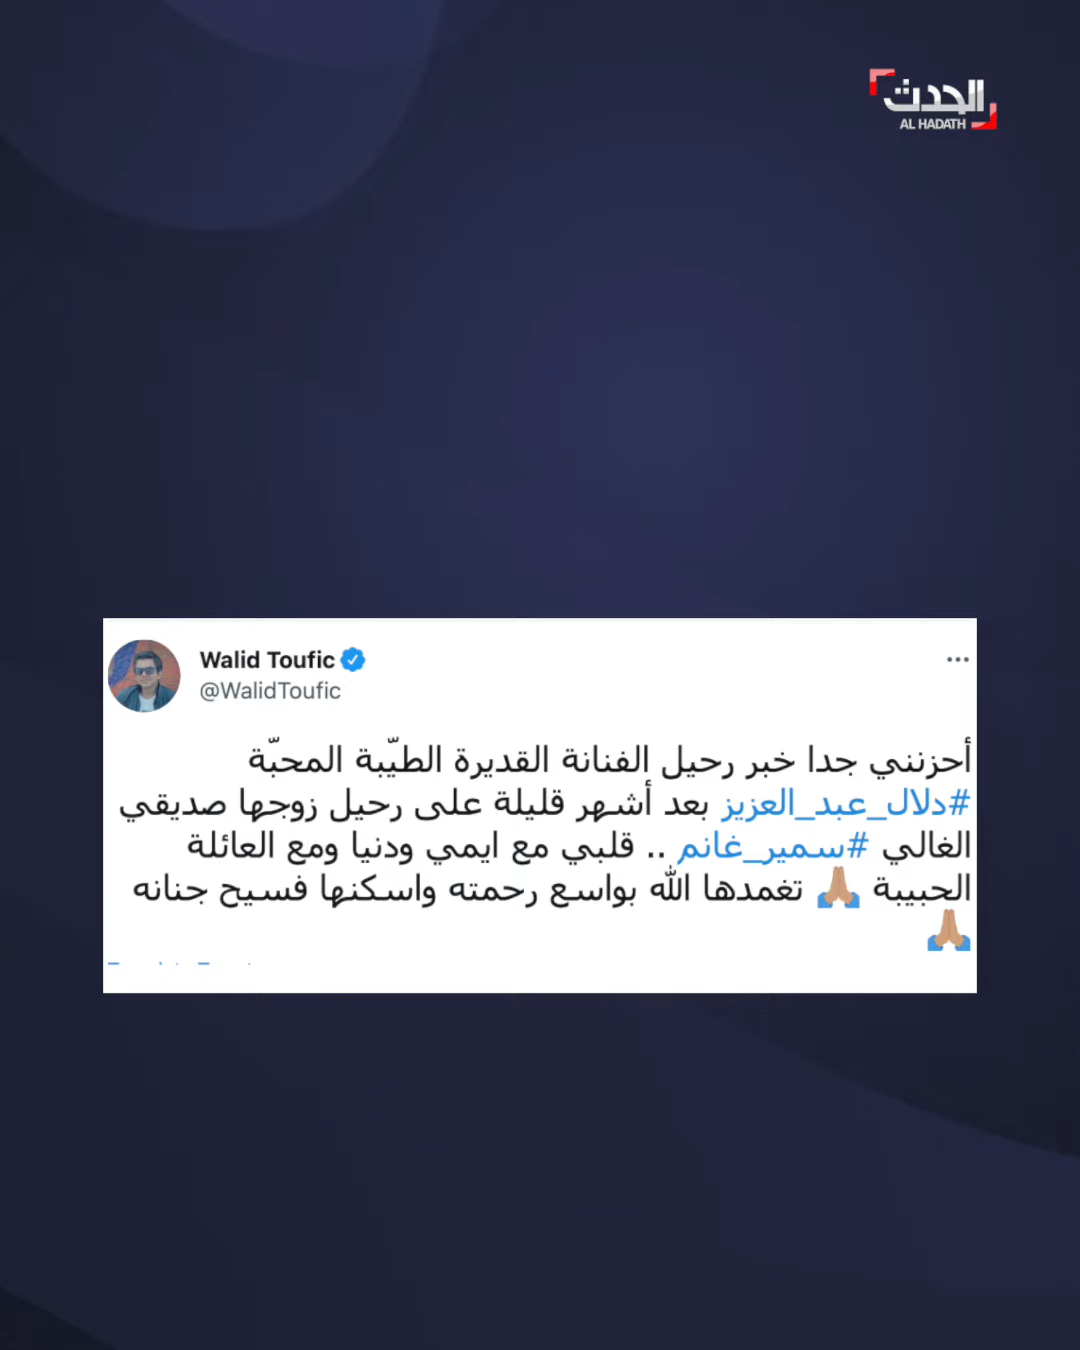 الحدث
AL HADATH
Walid Toufic
@WalidToufic
أحزنني جدا خبر رحيل الفنانة القديرة الطيّبة المحبّة
#دلال_عبد_العزيز بعد أشهر قليلة على رحيل زوجها صديقي
الغالي #سمير_غانم .. قلبي مع ايمي ودنيا ومع العائلة
الحبيبة 🙏🏽 تغمدها الله بواسع رحمته واسكنها فسيح جنانه
🙏🏽